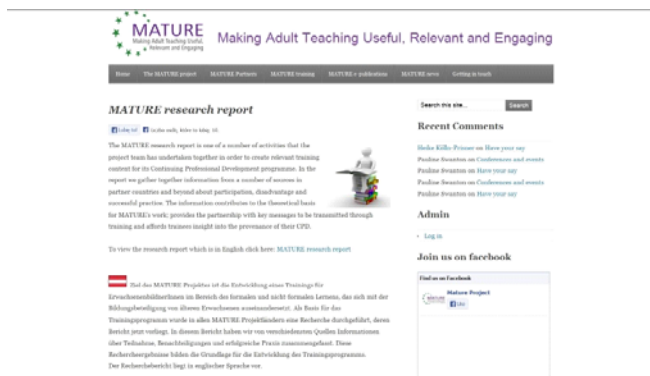 MATURE
Making Adult Teaching Useful,
Relevant and Engaging
Making Adult Teaching Useful, Relevant and Engaging
Home The MATURE project MATURE Partners MATURE training MATURE e-publications MATURE news Getting in touch
MATURE research report
The MATURE research report is one of a number of activities that the
project team has undertaken together in order to create relevant training
content for its Continuing Professional Development programme. In the
report we gather together information from a number of sources in
partner countries and beyond about participation, disadvantage and
successful practice. The information contributes to the theoretical basis
for MATURE's work; provides the partnership with key messages to be transmitted through
training and affords trainees insight into the provenance of their CPD.
To view the research report which is in English click here: MATURE research report
Ziel des MATURE Projektes ist die Entwicklung eines Trainings für
ErwachsenenbildnerInnen im Bereich des formalen und nicht formalen Lernens, das sich mit der
Bildungsbeteiligung von älteren Erwachsenen auseinandersetzt. Als Basis für das
Trainingsprogramm wurde in allen MATURE Projektländern eine Recherche durchgeführt, deren
Bericht jetzt vorliegt. In diesem Bericht haben wir von verschiedensten Quellen Informationen
über Teilnahme, Benachteiligungen und erfolgreiche Praxis zusammengefasst. Diese
Rechercheergebnisse bilden die Grundlage für die Entwicklung des Trainingsprogramms.
Der Recherchebericht liegt in englischer Sprache vor.
Search this site...
Search
Recent Comments
on Have your say
Pauline Swanton on Conferences and events
Pauline Swanton on Have your say
Pauline Swanton on Conferences and events
Pauline Swanton on Have your say
Admin
Log in
Join us on facebook
Find us on Facebook
Mature Project